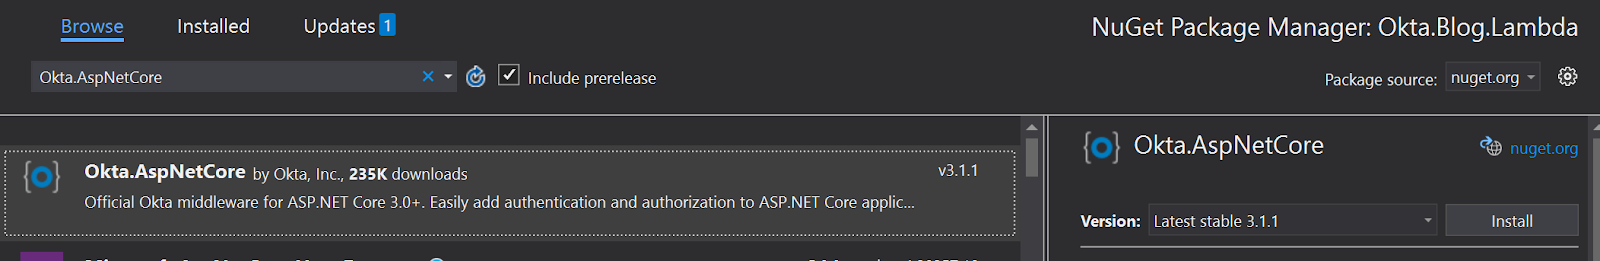 Browse Installed Updates 1
NuGet Package Manager: Okta.Blog.Lambda
Okta.AspNetCore
Include prerelease
Package source: nuget.org
Okta.AspNetCore by Okta, Inc., 235K downloads
v3.1.1
Official Okta middleware for ASP.NET Core 3.0+. Easily add authentication and authorization to ASP.NET Core applic...
Okta.AspNetCore
nuget.org
Version: Latest stable 3.1.1
Install